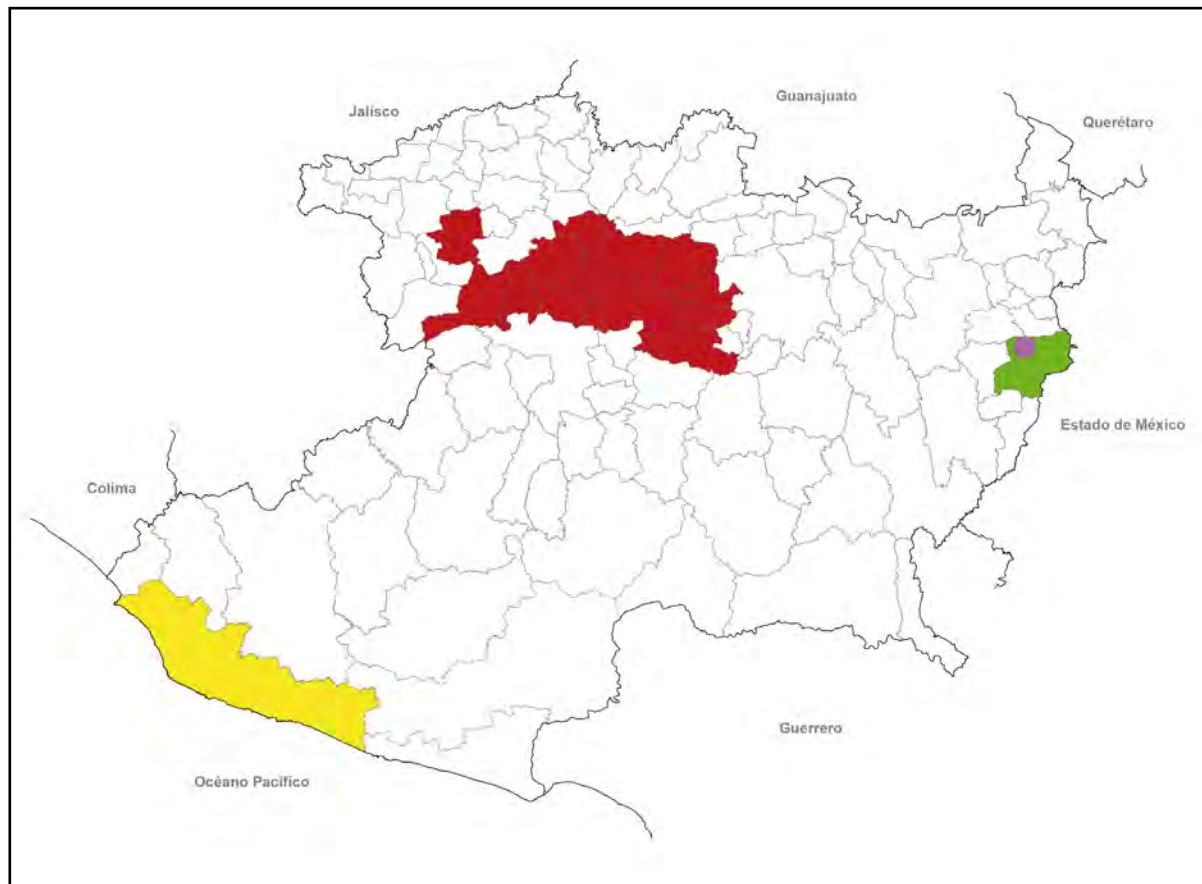 Guanajuato
Jalisco
Querétaro
Estado de México
Colima
Guerrero
Océano Pacífico